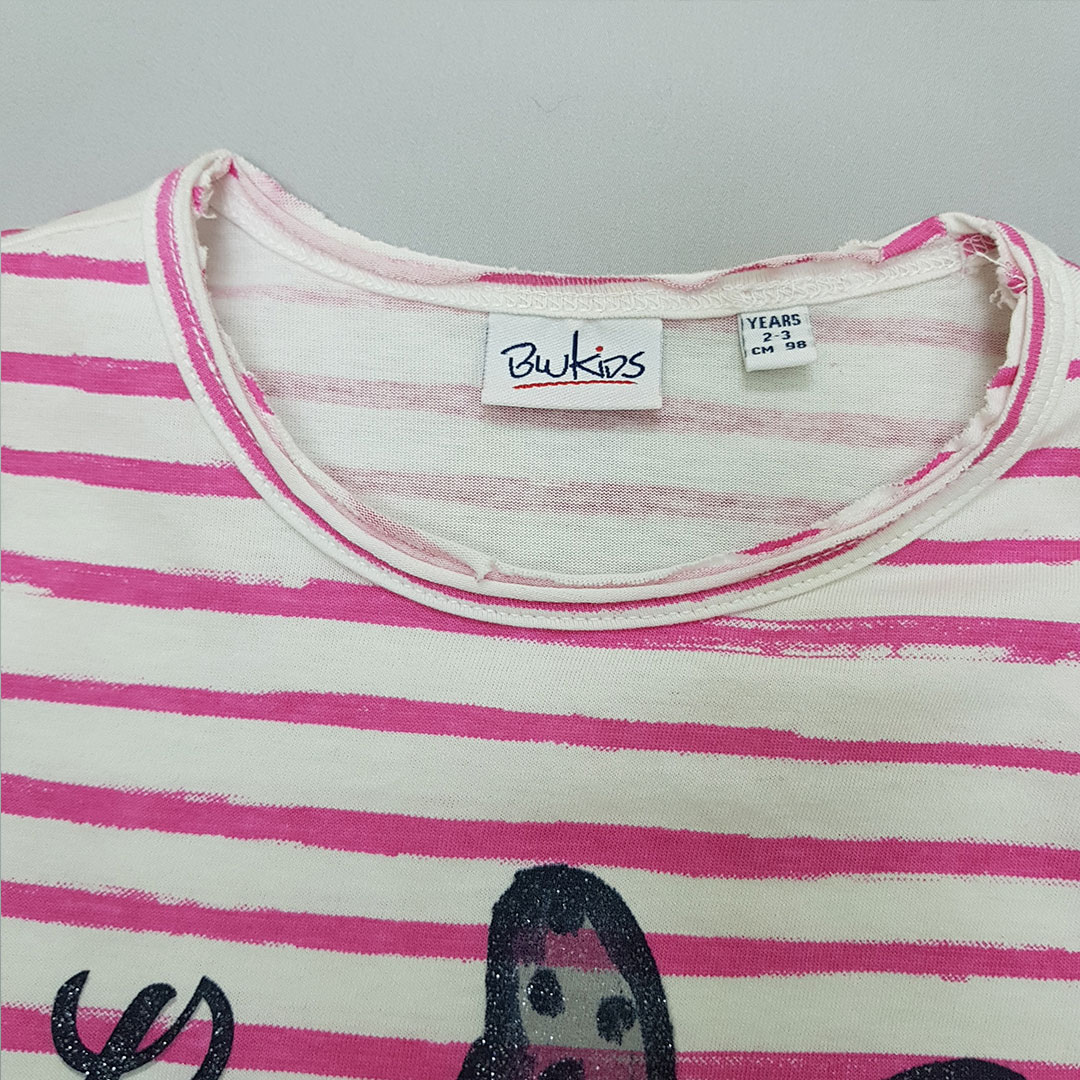 BWKIDS
YEARS
2-3
CM 98